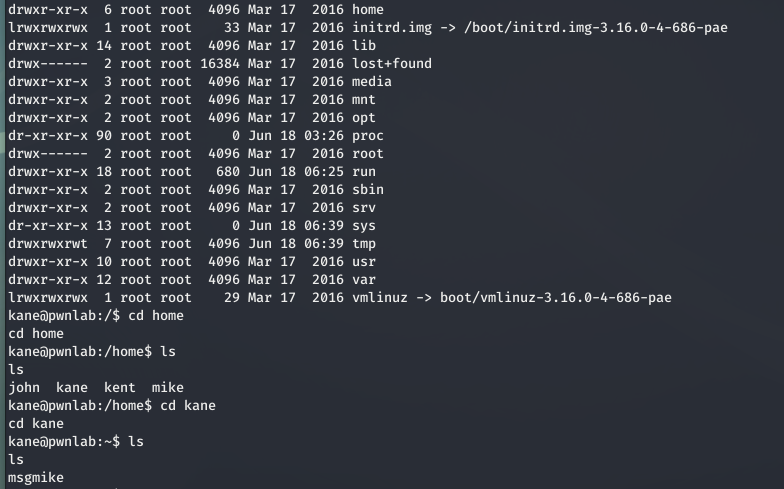 drwxr-xr-x  6 root root  4096 Mar 17  2016 home
lrwxrwxrwx  1 root root    33 Mar 17  2016 initrd.img -> /boot/initrd.img-3.16.0-4-686-pae
drwxr-xr-x 14 root root  4096 Mar 17  2016 lib
drwx------  2 root root 16384 Mar 17  2016 lost+found
drwxr-xr-x  3 root root  4096 Mar 17  2016 media
drwxr-xr-x  2 root root  4096 Mar 17  2016 mnt
drwxr-xr-x  2 root root  4096 Mar 17  2016 opt
dr-xr-xr-x 90 root root     0 Jun 18 03:26 proc
drwx------  2 root root  4096 Mar 17  2016 root
drwxr-xr-x 18 root root   680 Jun 18 06:25 run
drwxr-xr-x  2 root root  4096 Mar 17  2016 sbin
drwxr-xr-x  2 root root  4096 Mar 17  2016 srv
dr-xr-xr-x 13 root root     0 Jun 18 06:39 sys
drwxrwxrwt  7 root root  4096 Jun 18 06:39 tmp
drwxr-xr-x 10 root root  4096 Mar 17  2016 usr
drwxr-xr-x 12 root root  4096 Mar 17  2016 var
lrwxrwxrwx  1 root root    29 Mar 17  2016 vmlinuz -> boot/vmlinuz-3.16.0-4-686-pae
kane@pwnlab:/$ cd home
cd home
kane@pwnlab:/home$ ls
ls
john  kane  kent  mike
kane@pwnlab:/home$ cd kane
cd kane
kane@pwnlab:~$ ls
ls
msgmike